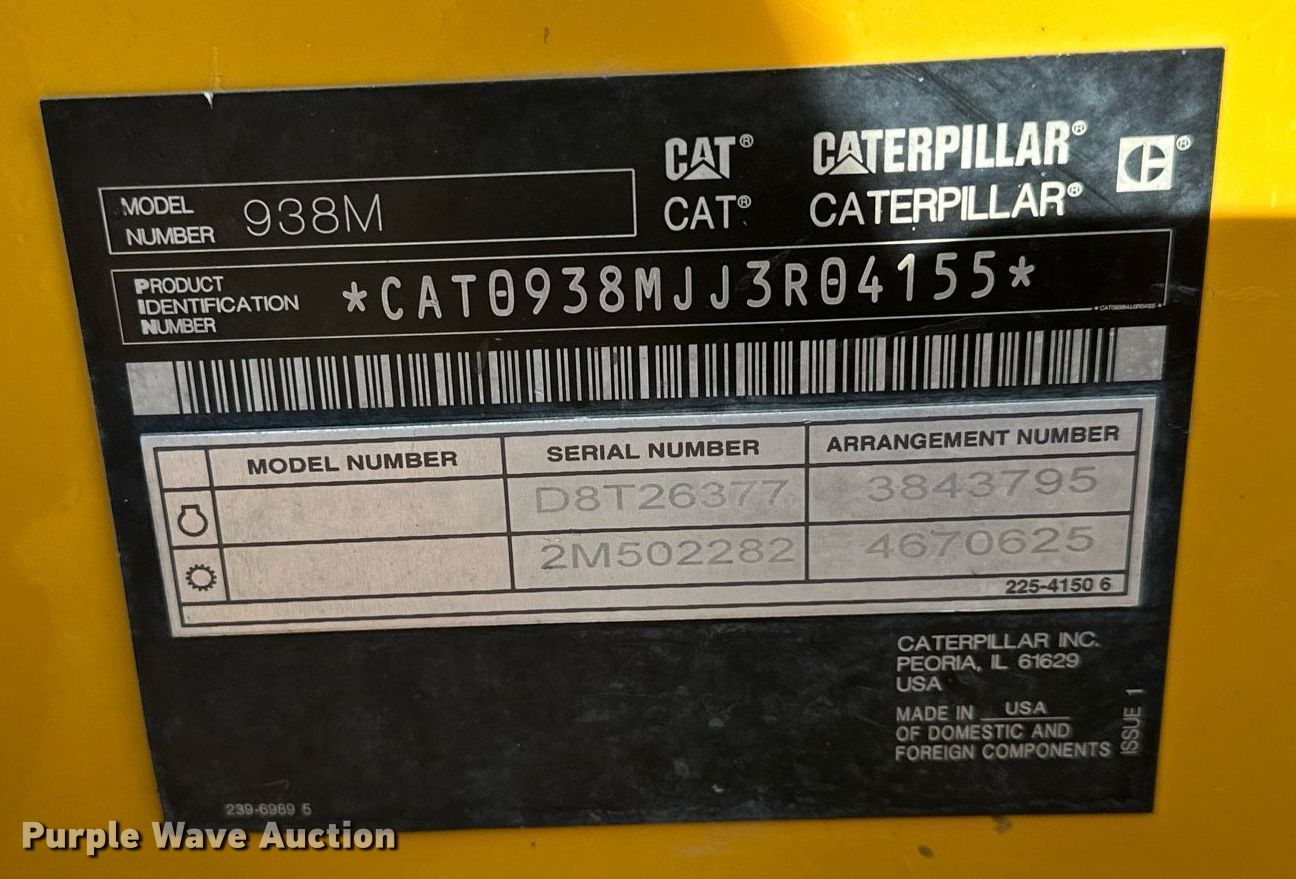 CAT® CATERPILLAR® ®
CAT® CATERPILLAR®
MODEL NUMBER 938M
PRODUCT IDENTIFICATION NUMBER *CAT0938MJJ3R04155*
*CAT0938MJJ3R04155*
MODEL NUMBER SERIAL NUMBER ARRANGEMENT NUMBER
D8T26377 3843795
2M502282 4670625
225-4150 6
CATERPILLAR INC.
PEORIA, IL 61629
USA
MADE IN USA
OF DOMESTIC AND
FOREIGN COMPONENTS
ISSUE 1
239-6969 5
Purple Wave Auction